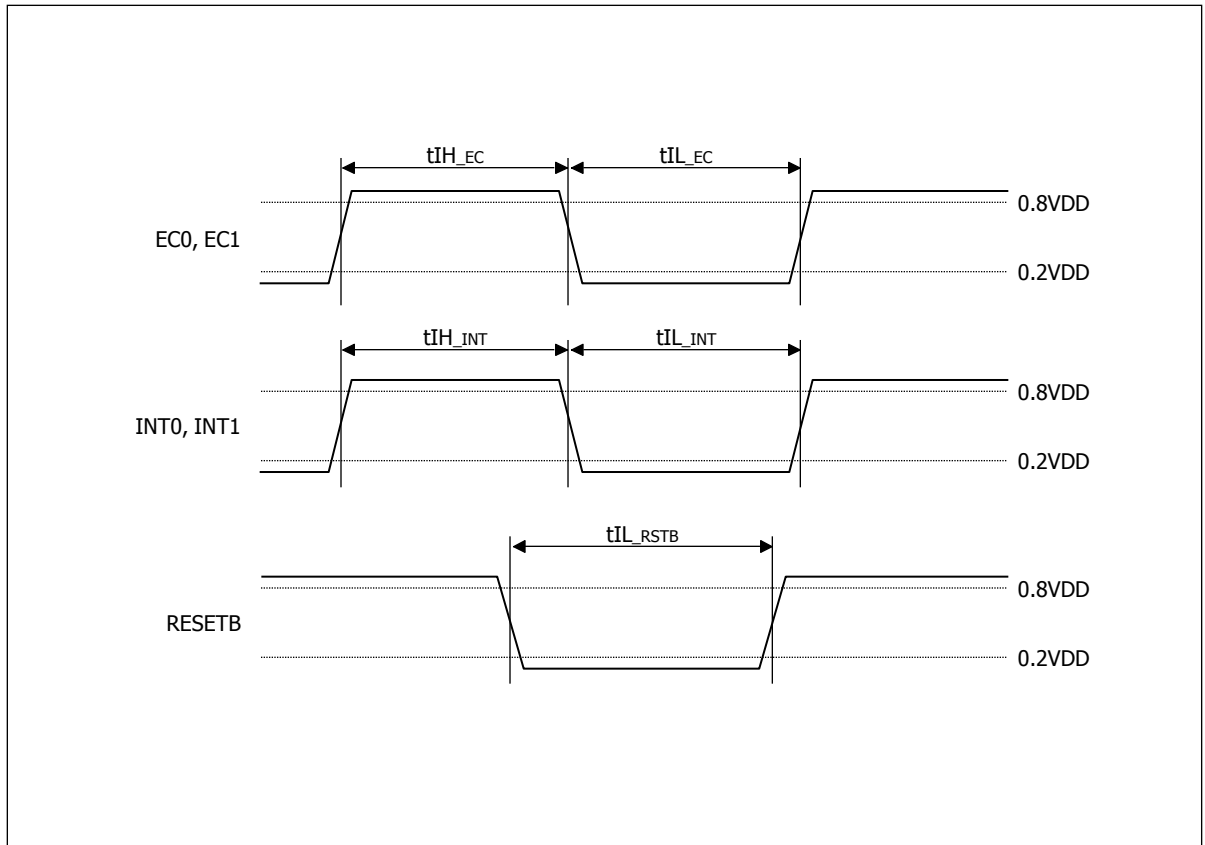 tIH_EC tIL_EC
0.8VDD
EC0, EC1
0.2VDD
tIH_INT tIL_INT
0.8VDD
INT0, INT1
0.2VDD
tIL_RSTB
0.8VDD
RESETB
0.2VDD